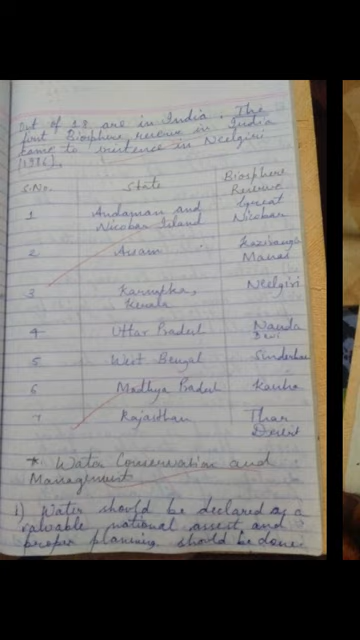 out of 18 are in India. The
first Biosphere reserve in India
came to existence in Neelgiri
(1986).
S.No. State Biosphere Reserve
1 Andaman and Nicobar Island Great Nicobar
2 Assam Kaziranga Manas
3 Karnatka, Kerala Neelgiri
4 Uttar Pradesh Nanda Devi
5 West Bengal Sunderban
6 Madhya Pradesh Kanha
7 Rajasthan Thar Desert
* Water Conservation and
Management
1) Water should be declared as a
valuable national assest and
proper planning should be done.